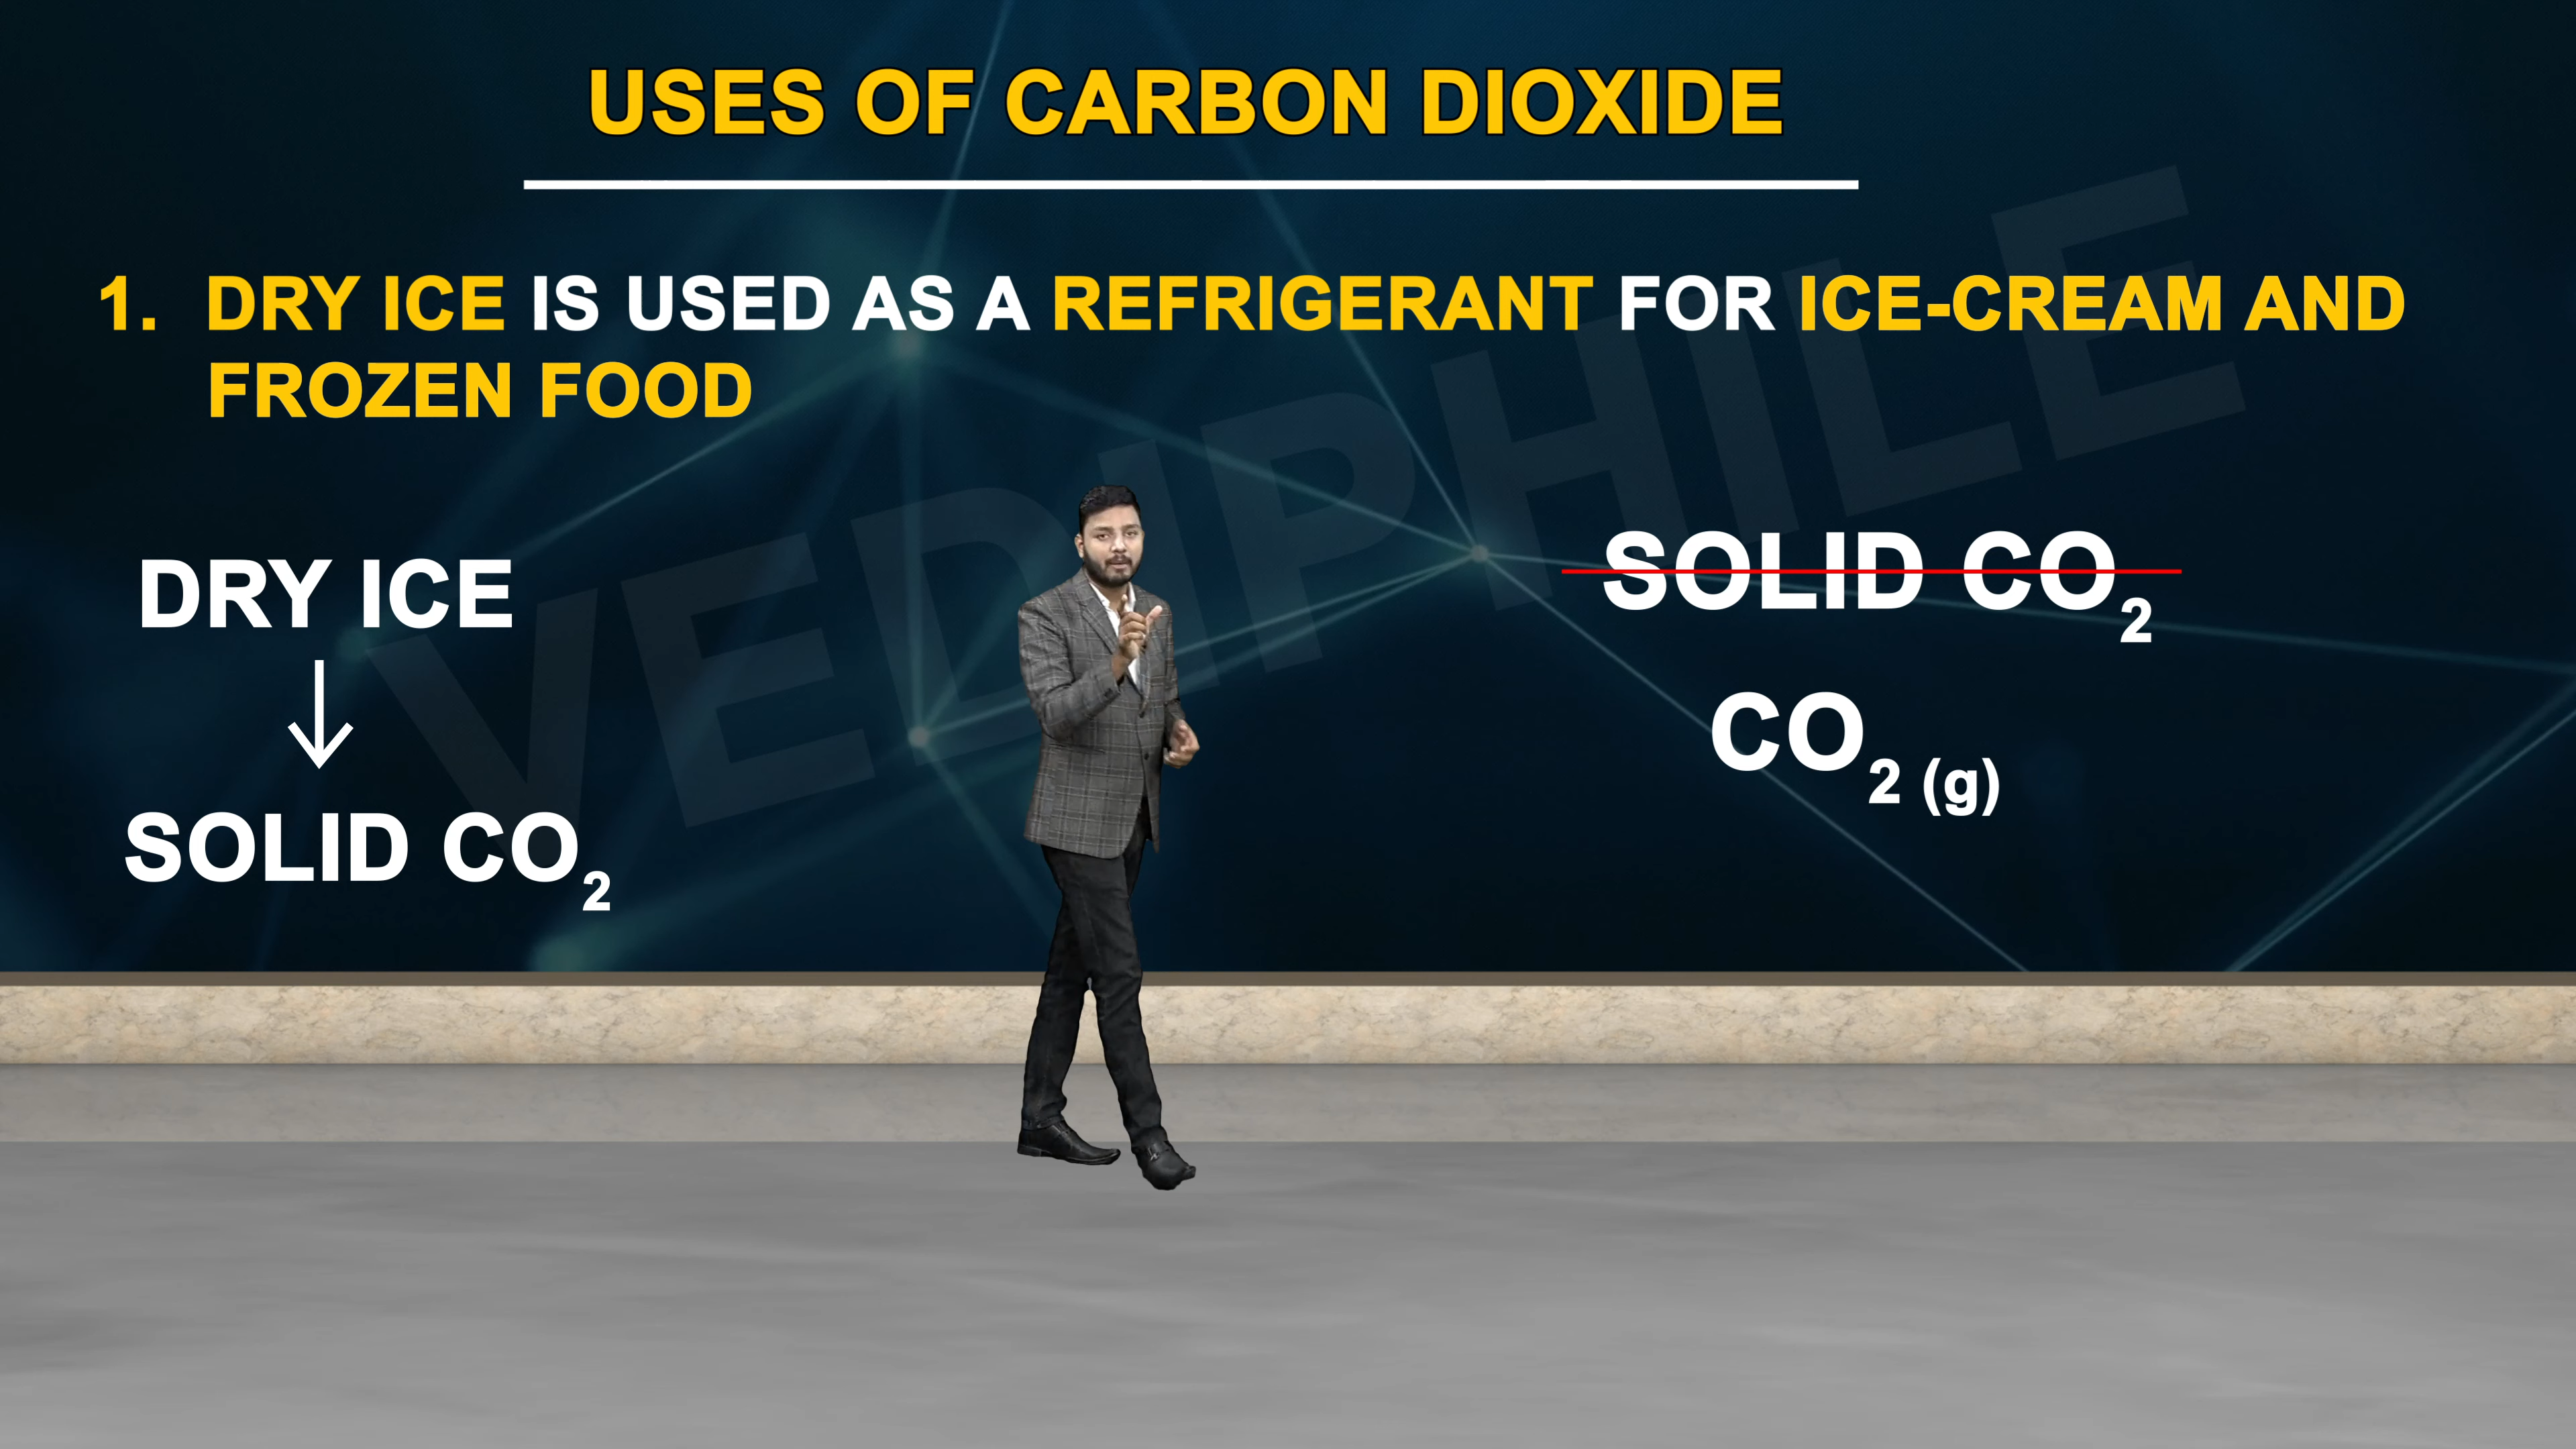 USES OF CARBON DIOXIDE
1. DRY ICE IS USED AS A REFRIGERANT FOR ICE-CREAM AND
FROZEN FOOD
DRY ICE
↓
SOLID CO₂
SOLID CO₂
CO₂ (g)
VEDIPHILE